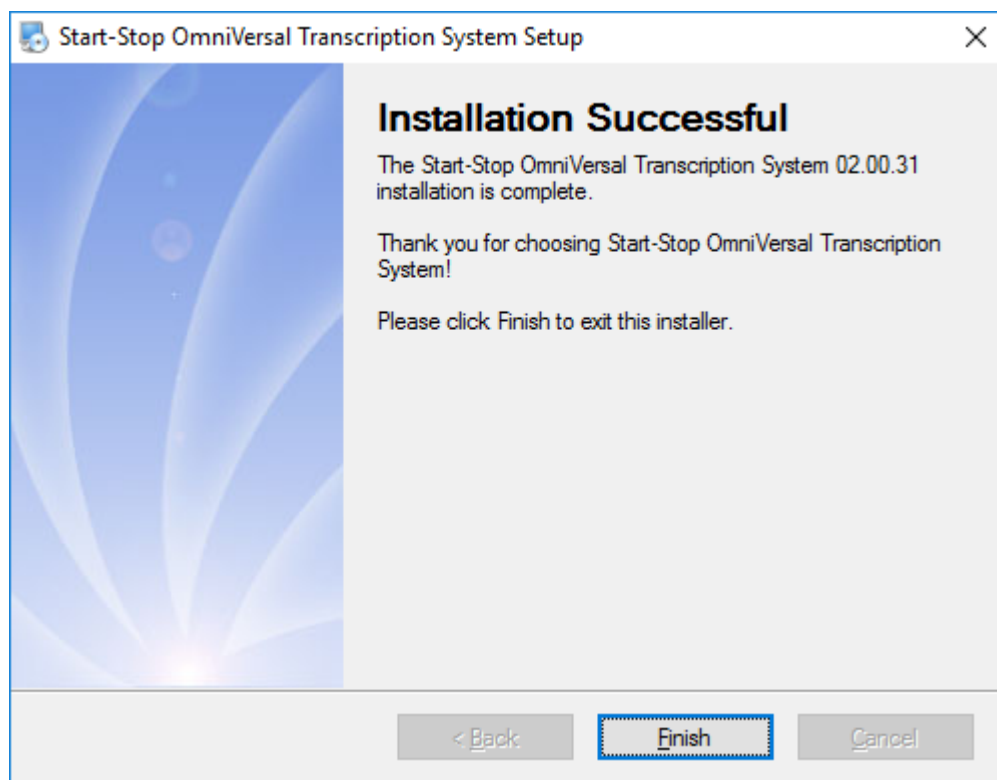 Start-Stop OmniVersal Transcription System Setup
Installation Successful
The Start-Stop OmniVersal Transcription System 02.00.31
installation is complete.
Thank you for choosing Start-Stop OmniVersal Transcription
System!
Please click Finish to exit this installer.
< Back
Finish
Cancel